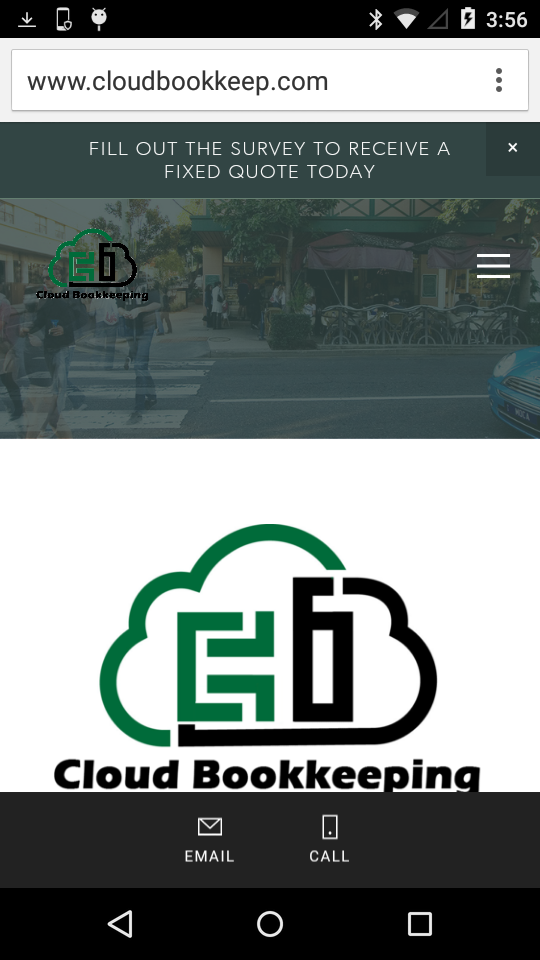 3:56
www.cloudbookkeep.com
FILL OUT THE SURVEY TO RECEIVE A
FIXED QUOTE TODAY
×
Cloud Bookkeeping
Cloud Bookkeeping
EMAIL
CALL